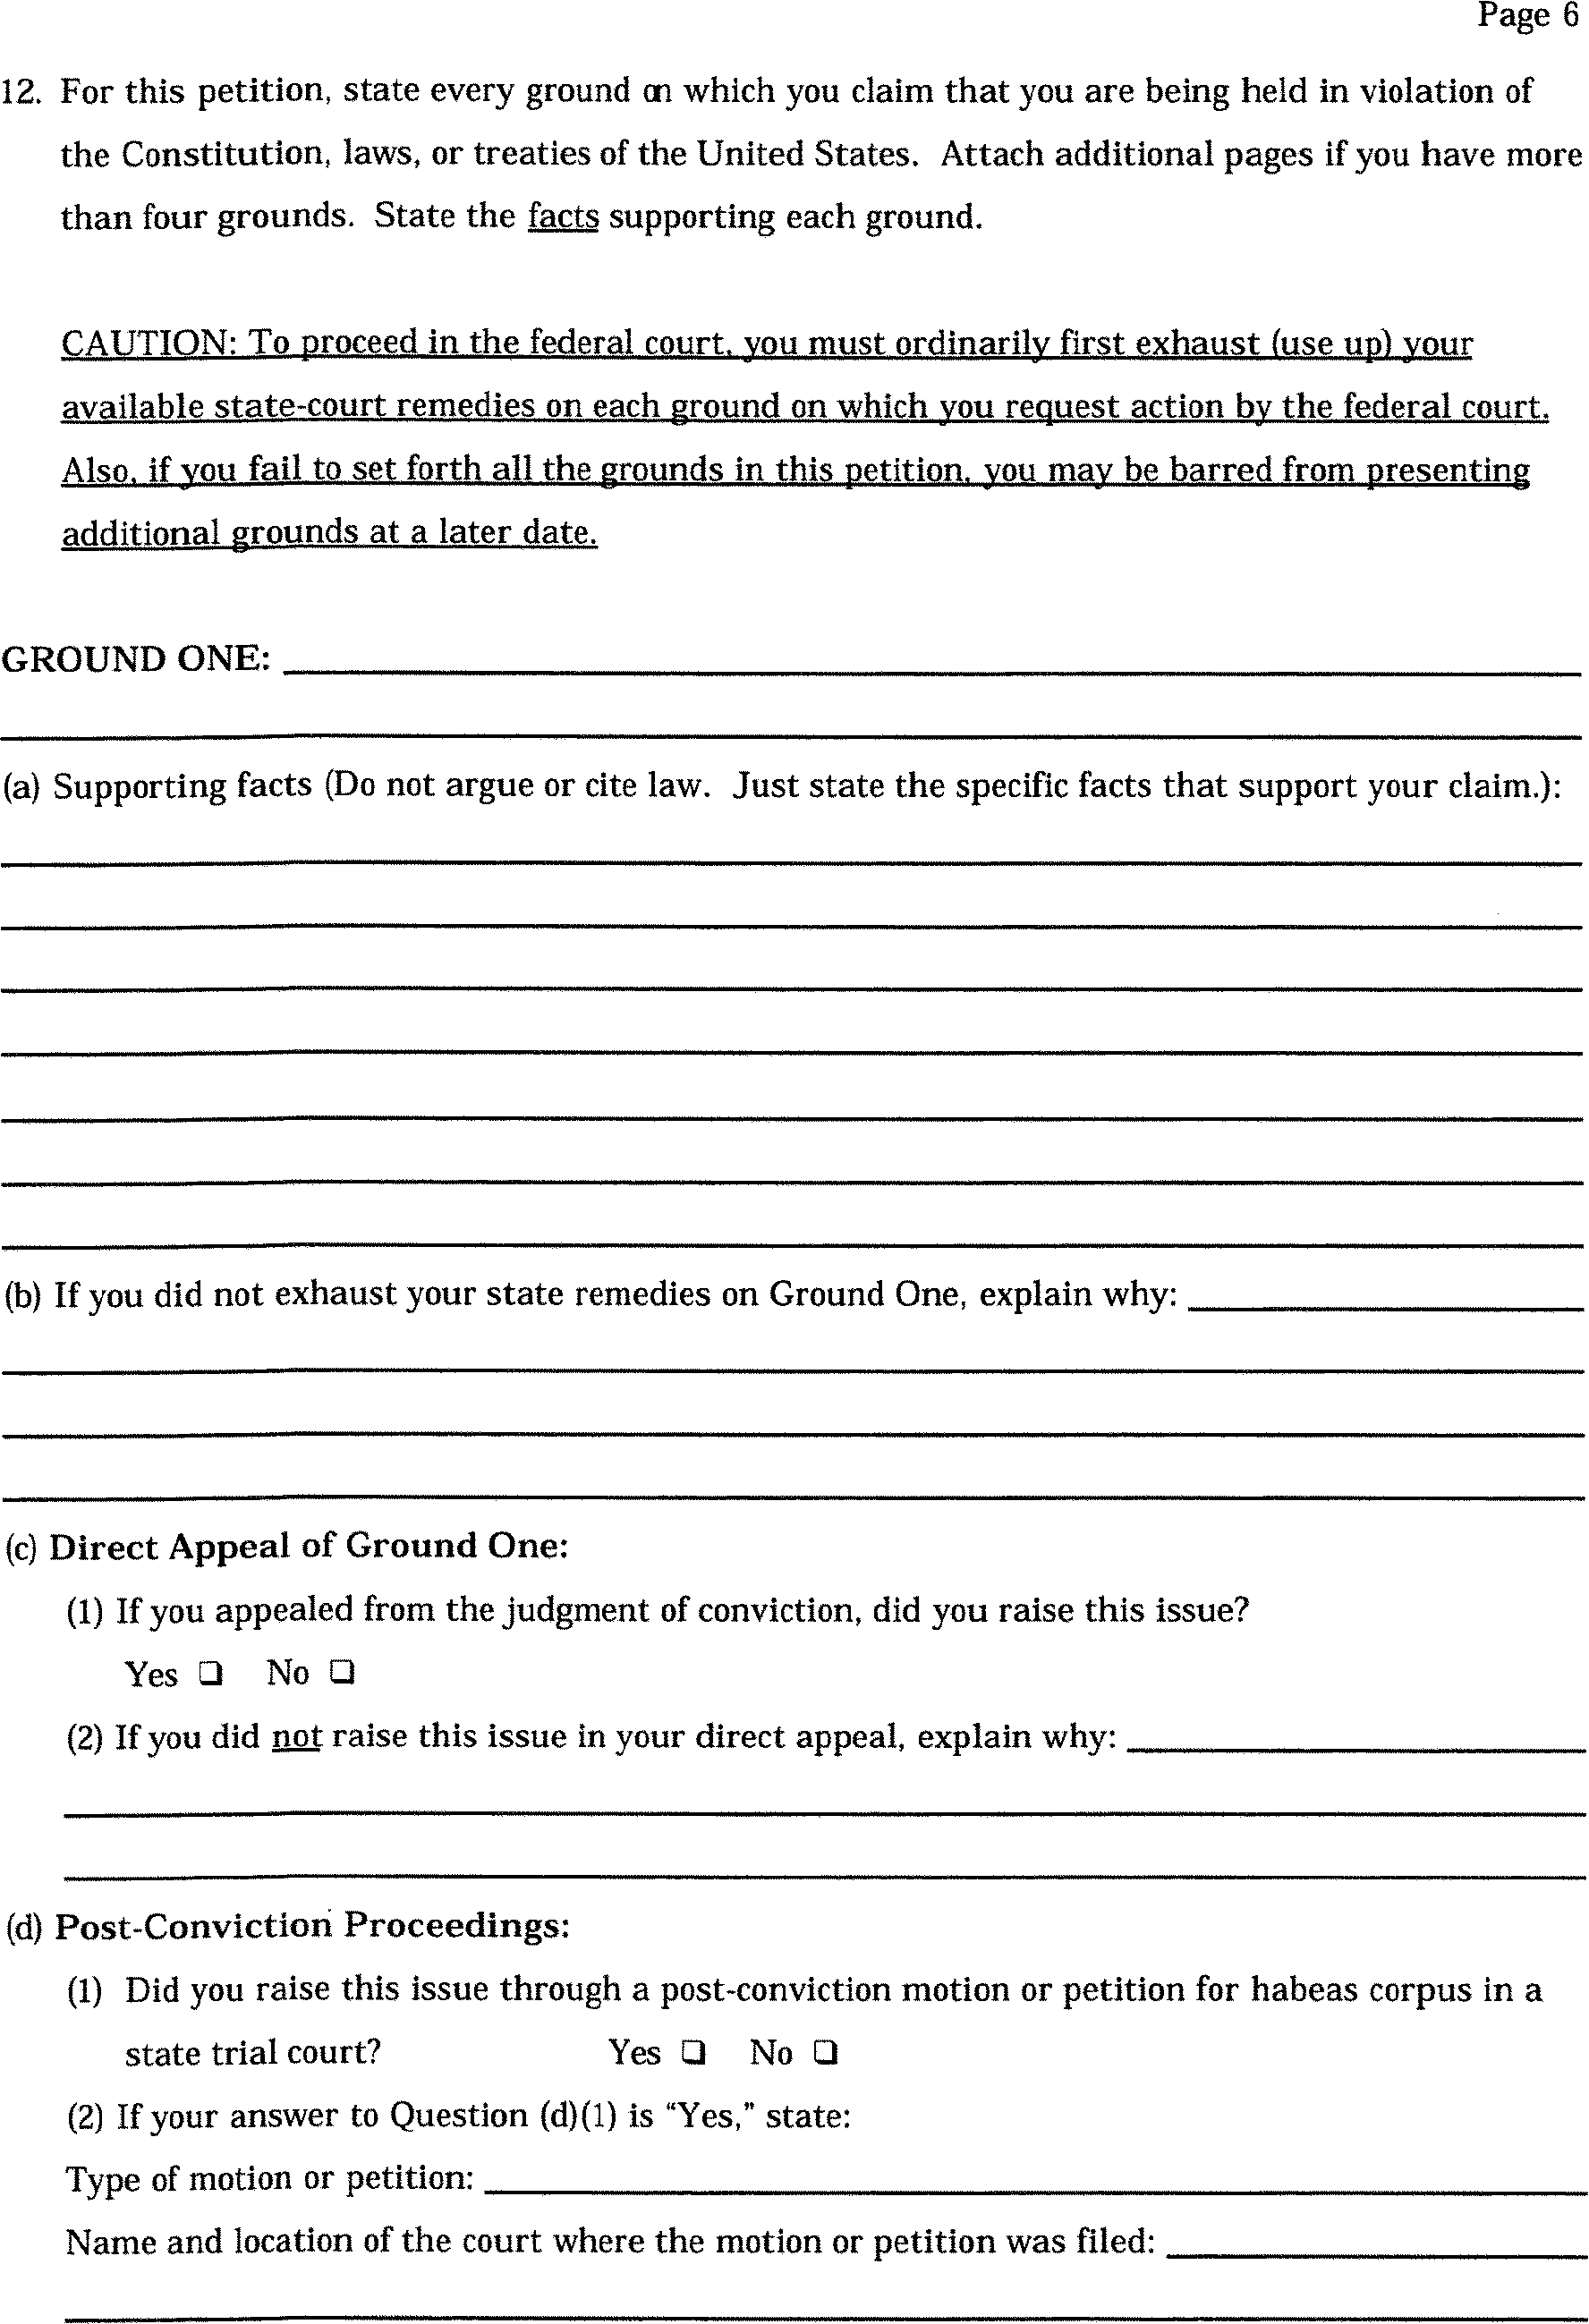 Page 6
12. For this petition, state every ground on which you claim that you are being held in violation of
the Constitution, laws, or treaties of the United States. Attach additional pages if you have more
than four grounds. State the facts supporting each ground.
CAUTION: To proceed in the federal court, you must ordinarily first exhaust (use up) your
available state-court remedies on each ground on which you request action by the federal court.
Also, if you fail to set forth all the grounds in this petition, you may be barred from presenting
additional grounds at a later date.
GROUND ONE:
(a) Supporting facts (Do not argue or cite law. Just state the specific facts that support your claim.):
(b) If you did not exhaust your state remedies on Ground One, explain why:
(c) Direct Appeal of Ground One:
(1) If you appealed from the judgment of conviction, did you raise this issue?
Yes ❑ No ❑
(2) If you did not raise this issue in your direct appeal, explain why:
(d) Post-Conviction Proceedings:
(1) Did you raise this issue through a post-conviction motion or petition for habeas corpus in a
state trial court? Yes ❑ No ❑
(2) If your answer to Question (d)(1) is “Yes,” state:
Type of motion or petition:
Name and location of the court where the motion or petition was filed: